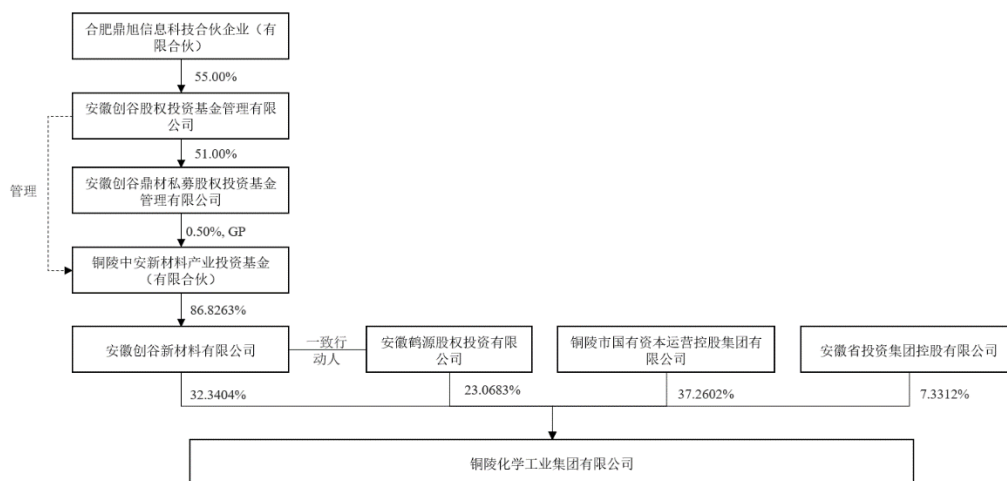 合肥鼎旭信息科技合伙企业（有
限合伙）
55.00%
安徽创谷股权投资基金管理有限
公司
51.00%
管理
安徽创谷鼎材私募股权投资基金
管理有限公司
0.50%, GP
铜陵中安新材料产业投资基金
（有限合伙）
86.8263%
安徽创谷新材料有限公司
一致行
动人
安徽鹤源股权投资有限
公司
铜陵市国有资本运营控股集团有
限公司
安徽省投资集团控股有限公司
32.3404%
23.0683%
37.2602%
7.3312%
铜陵化学工业集团有限公司